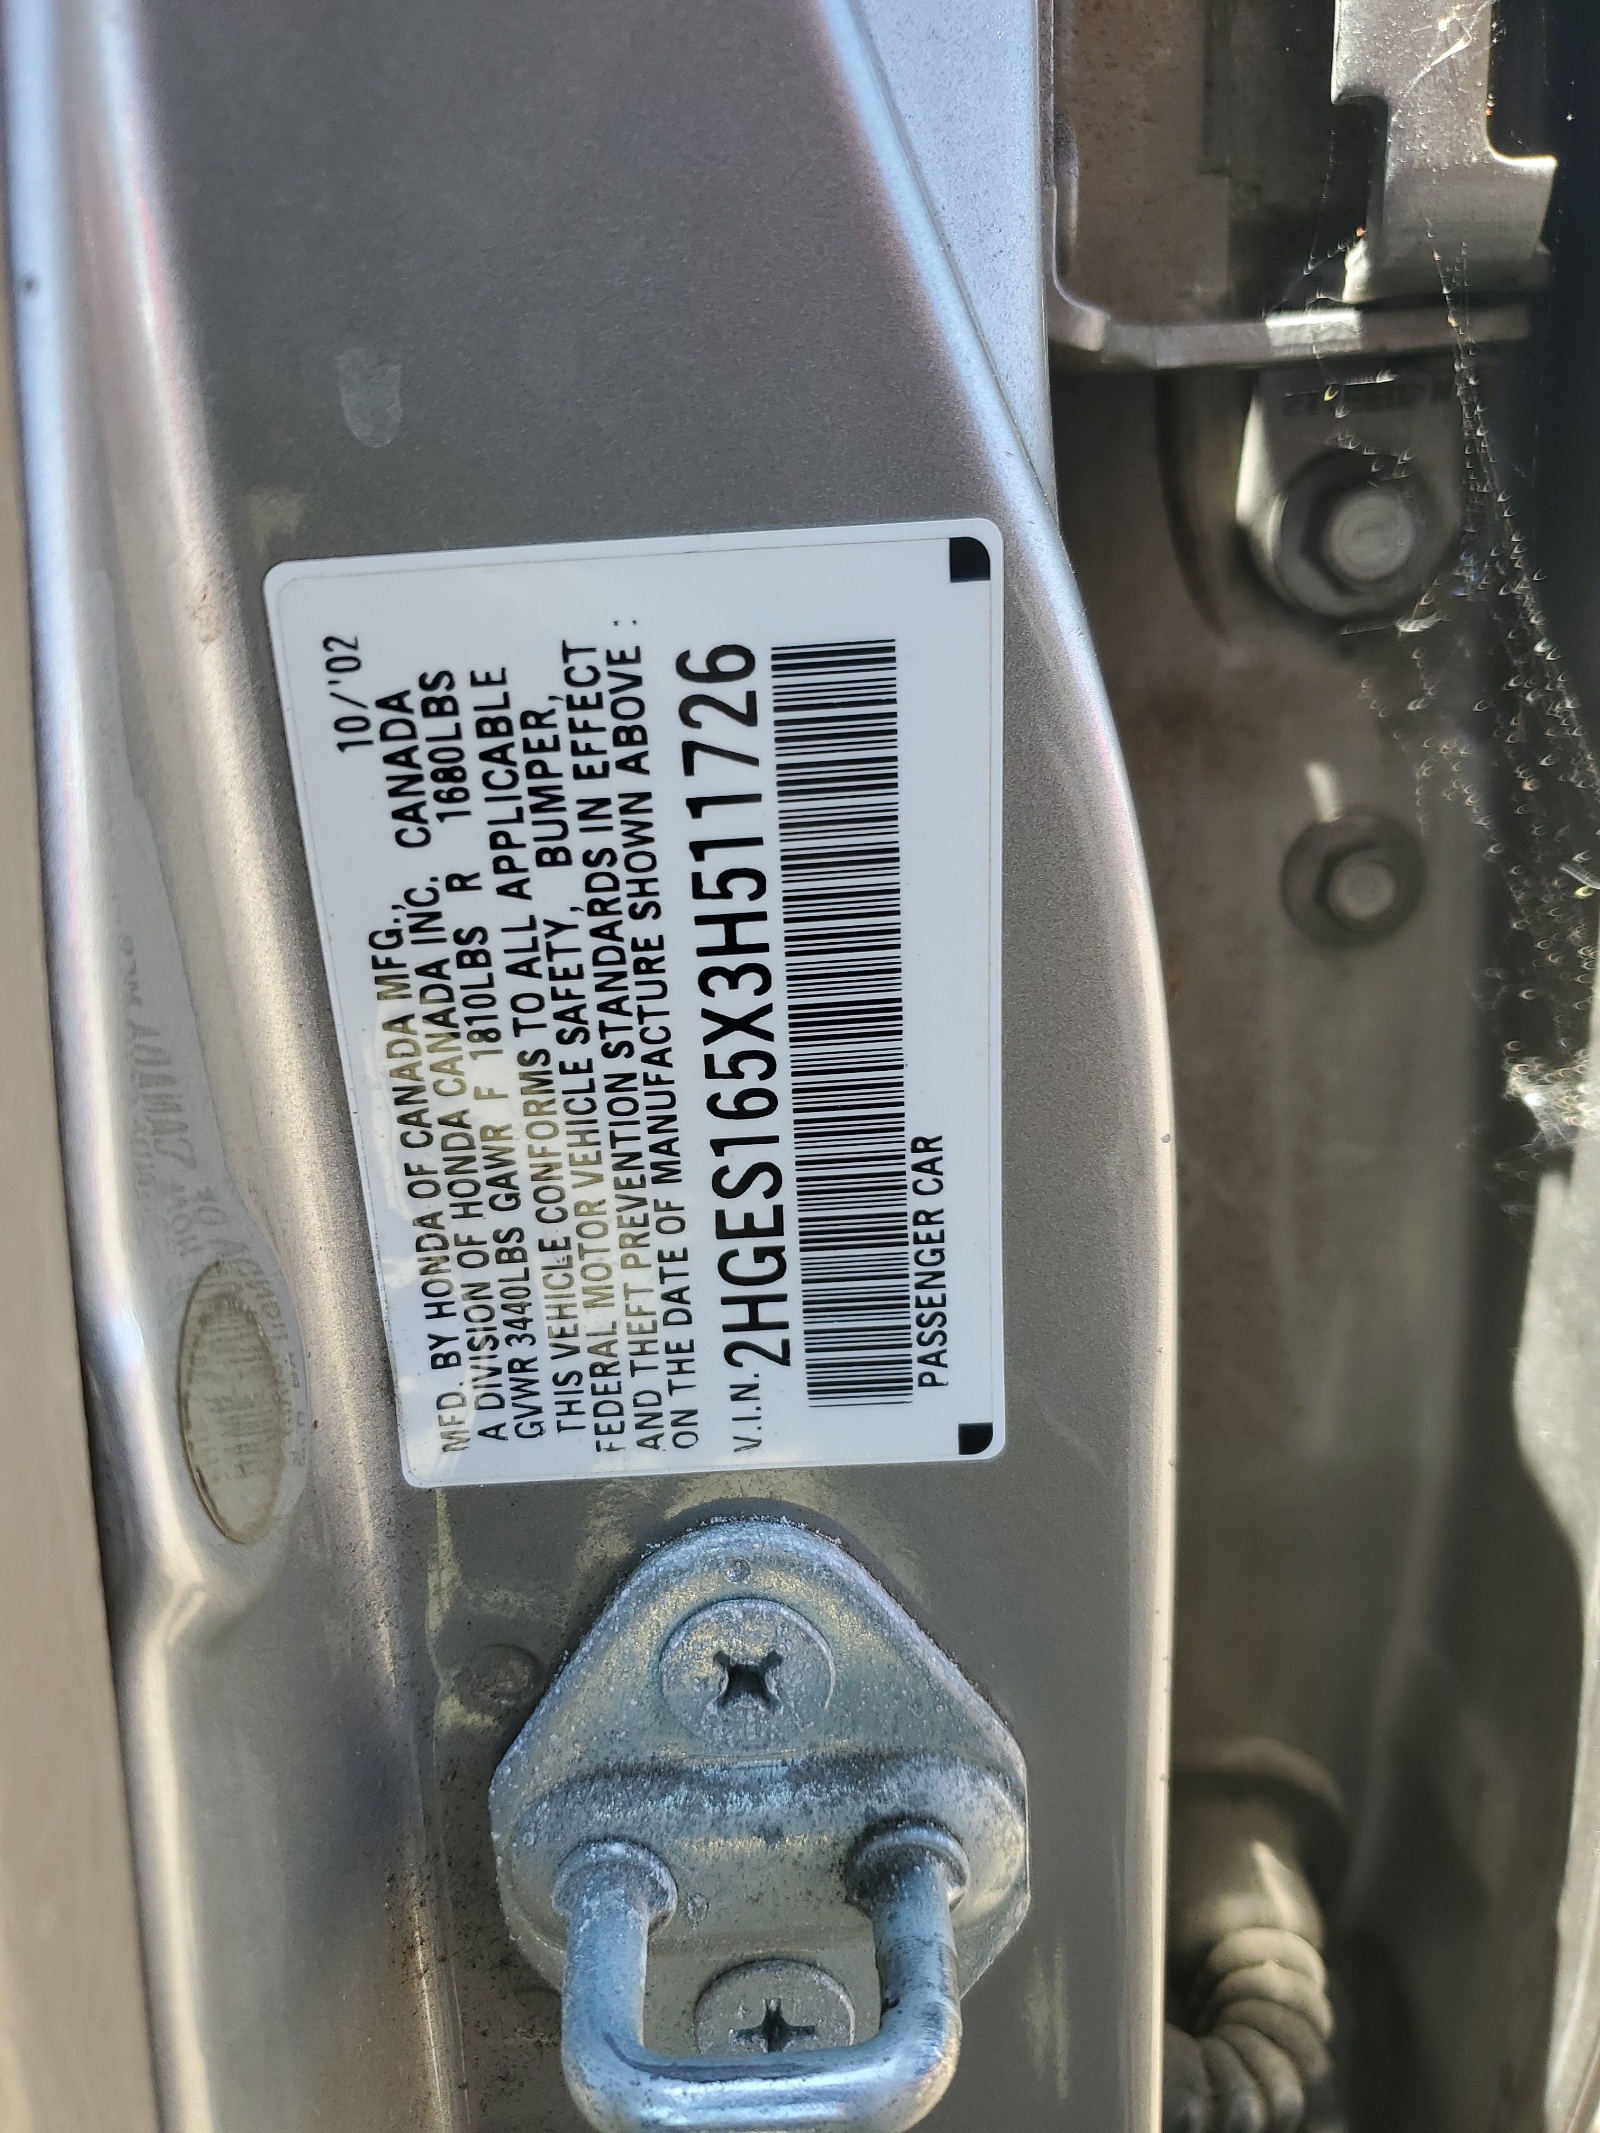 10/'02
MFD. BY HONDA OF CANADA MFG., CANADA
A DIVISION OF HONDA CANADA INC.
GVWR 3440LBS GAWR F 1810LBS R 1680LBS
THIS VEHICLE CONFORMS TO ALL APPLICABLE
FEDERAL MOTOR VEHICLE SAFETY, BUMPER,
AND THEFT PREVENTION STANDARDS IN EFFECT
ON THE DATE OF MANUFACTURE SHOWN ABOVE :
V.I.N. 2HGES165X3H511726
PASSENGER CAR